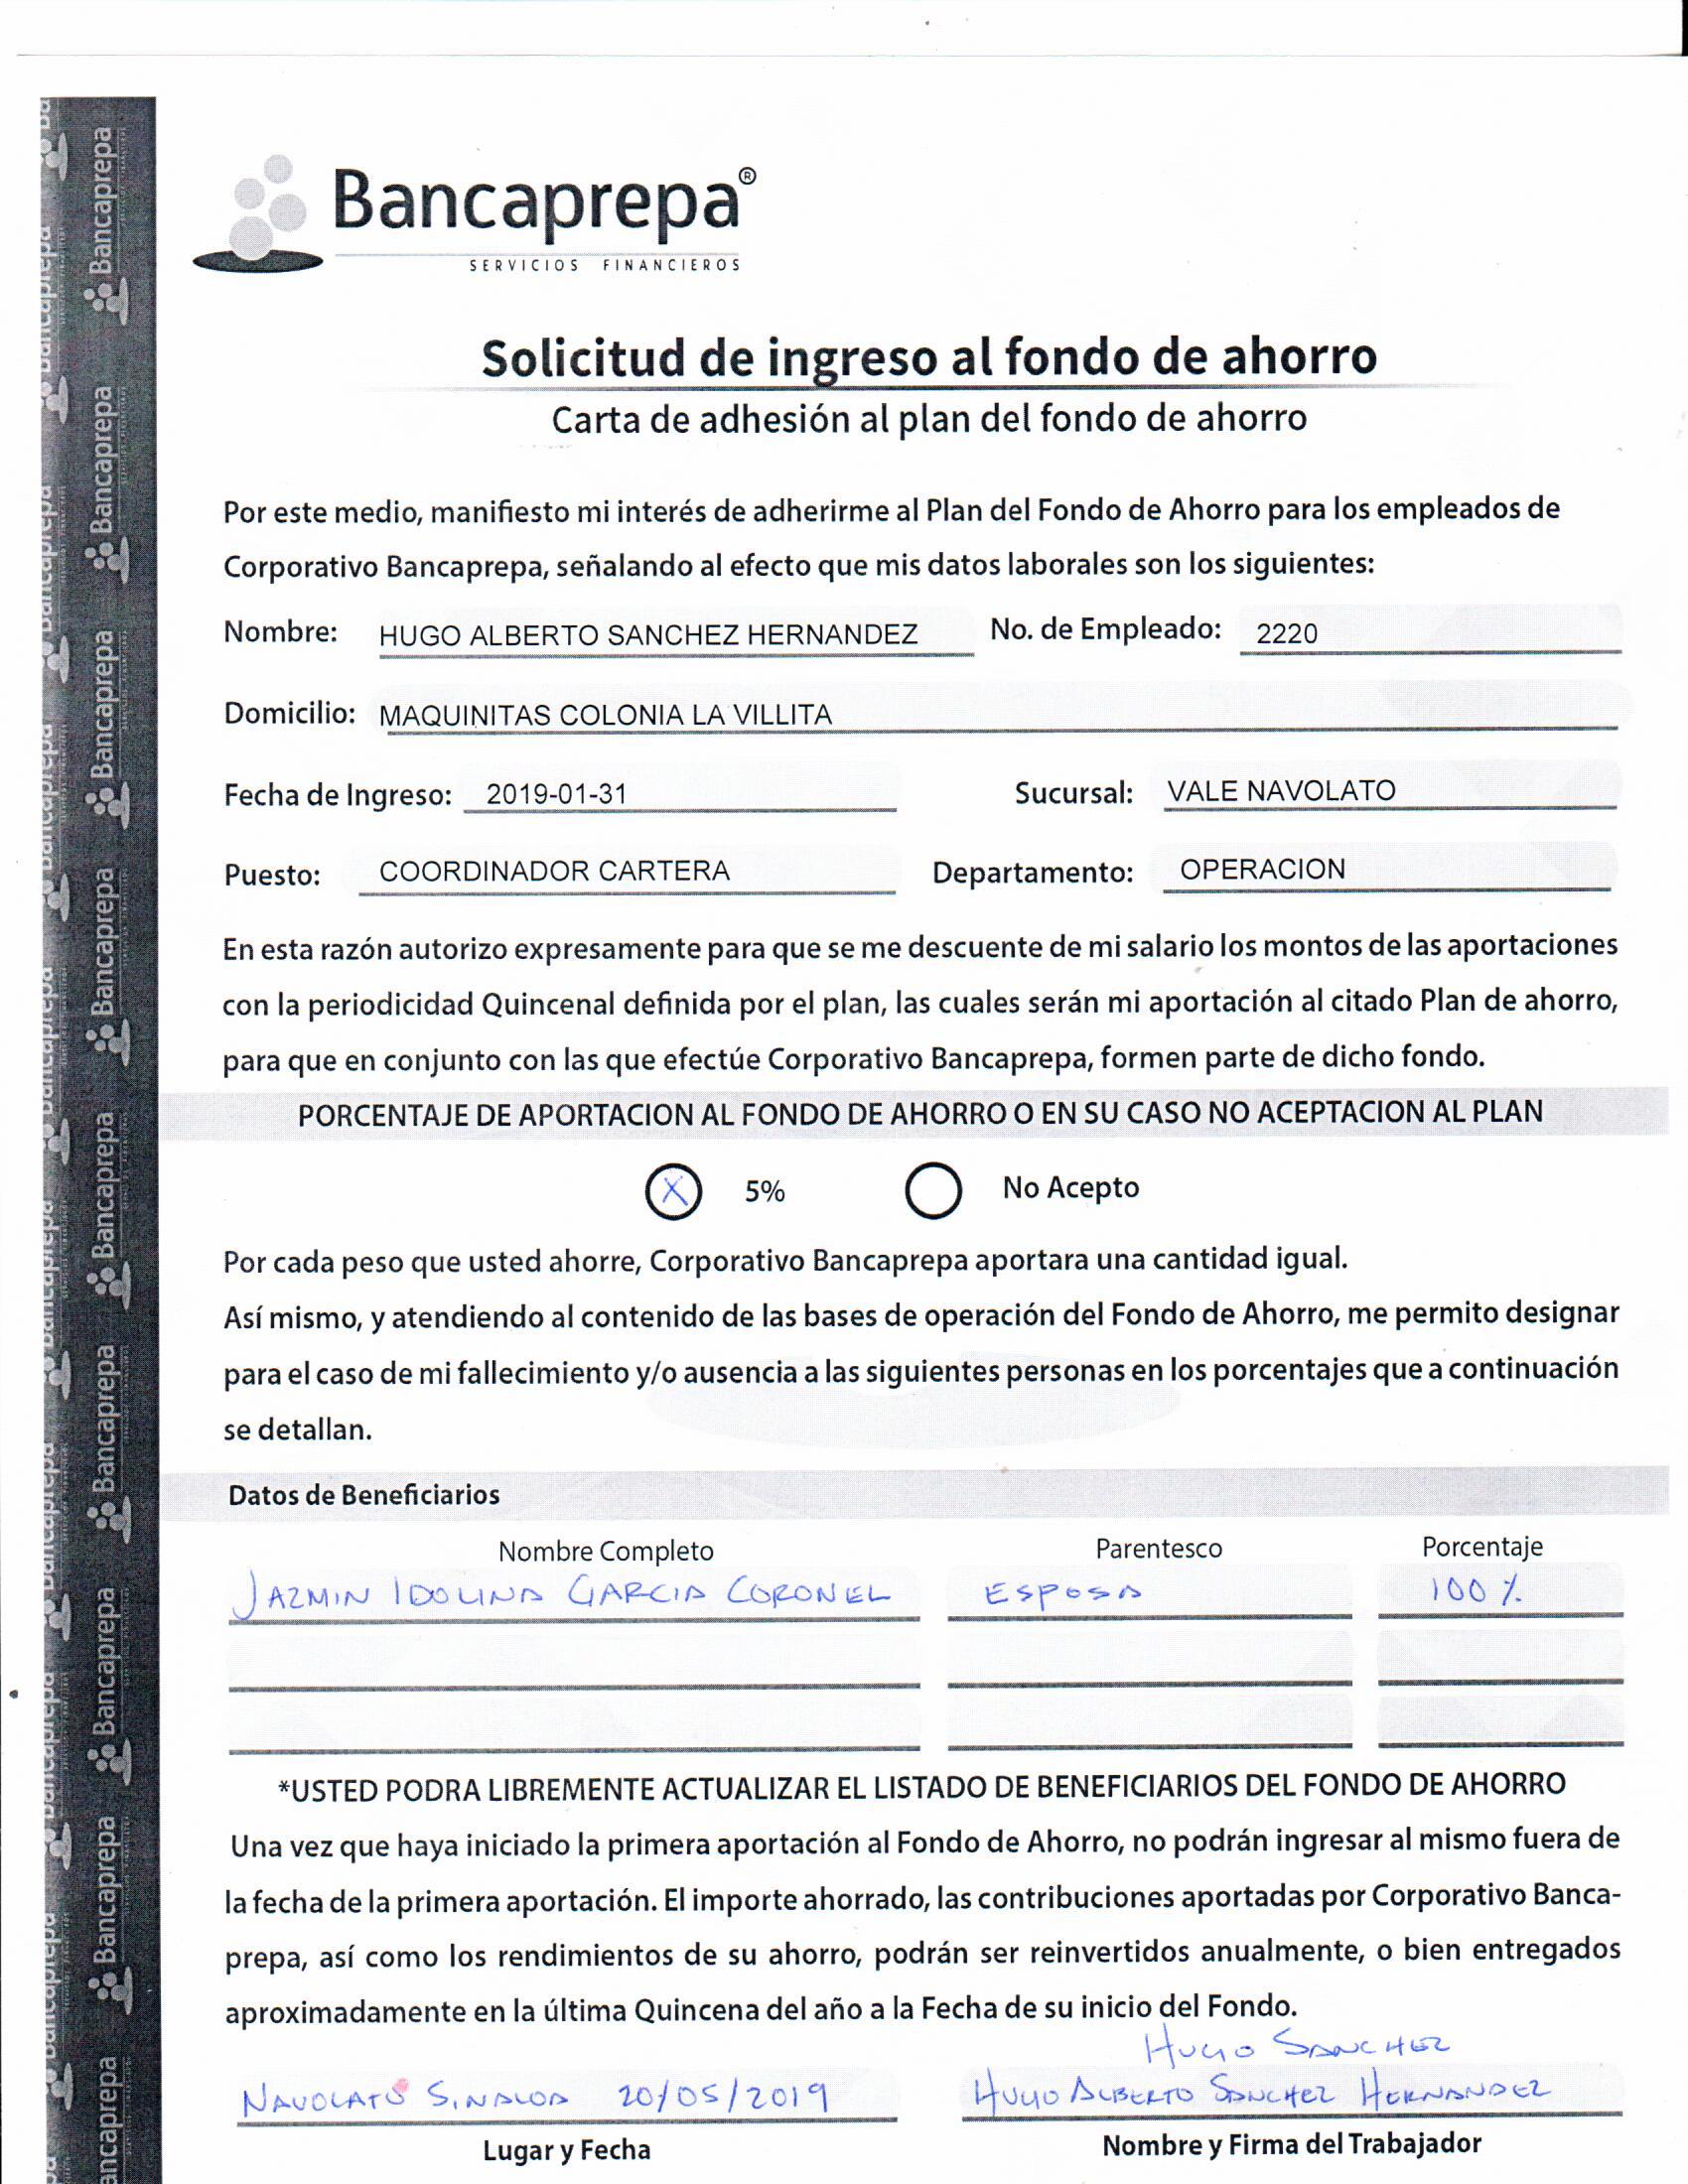 Bancaprepa®
SERVICIOS FINANCIEROS
Solicitud de ingreso al fondo de ahorro
Carta de adhesión al plan del fondo de ahorro
Por este medio, manifiesto mi interés de adherirme al Plan del Fondo de Ahorro para los empleados de
Corporativo Bancaprepa, señalando al efecto que mis datos laborales son los siguientes:
Nombre: HUGO ALBERTO SANCHEZ HERNANDEZ No. de Empleado: 2220
Domicilio: MAQUINITAS COLONIA LA VILLITA
Fecha de Ingreso: 2019-01-31 Sucursal: VALE NAVOLATO
Puesto: COORDINADOR CARTERA Departamento: OPERACION
En esta razón autorizo expresamente para que se me descuente de mi salario los montos de las aportaciones
con la periodicidad Quincenal definida por el plan, las cuales serán mi aportación al citado Plan de ahorro,
para que en conjunto con las que efectúe Corporativo Bancaprepa, formen parte de dicho fondo.
PORCENTAJE DE APORTACION AL FONDO DE AHORRO O EN SU CASO NO ACEPTACION AL PLAN
X 5% No Acepto
Por cada peso que usted ahorre, Corporativo Bancaprepa aportara una cantidad igual.
Así mismo, y atendiendo al contenido de las bases de operación del Fondo de Ahorro, me permito designar
para el caso de mi fallecimiento y/o ausencia a las siguientes personas en los porcentajes que a continuación
se detallan.
Datos de Beneficiarios
Nombre Completo Parentesco Porcentaje
JAZMIN IDOLINA GARCIA CORONEL ESPOSA 100 %
*USTED PODRA LIBREMENTE ACTUALIZAR EL LISTADO DE BENEFICIARIOS DEL FONDO DE AHORRO
Una vez que haya iniciado la primera aportación al Fondo de Ahorro, no podrán ingresar al mismo fuera de
la fecha de la primera aportación. El importe ahorrado, las contribuciones aportadas por Corporativo Banca-
prepa, así como los rendimientos de su ahorro, podrán ser reinvertidos anualmente, o bien entregados
aproximadamente en la última Quincena del año a la Fecha de su inicio del Fondo.
HUGO SANCHEZ
NAVOLATO SINALOA 20/05/2019 HUGO ALBERTO SANCHEZ HERNANDEZ
Lugar y Fecha Nombre y Firma del Trabajador